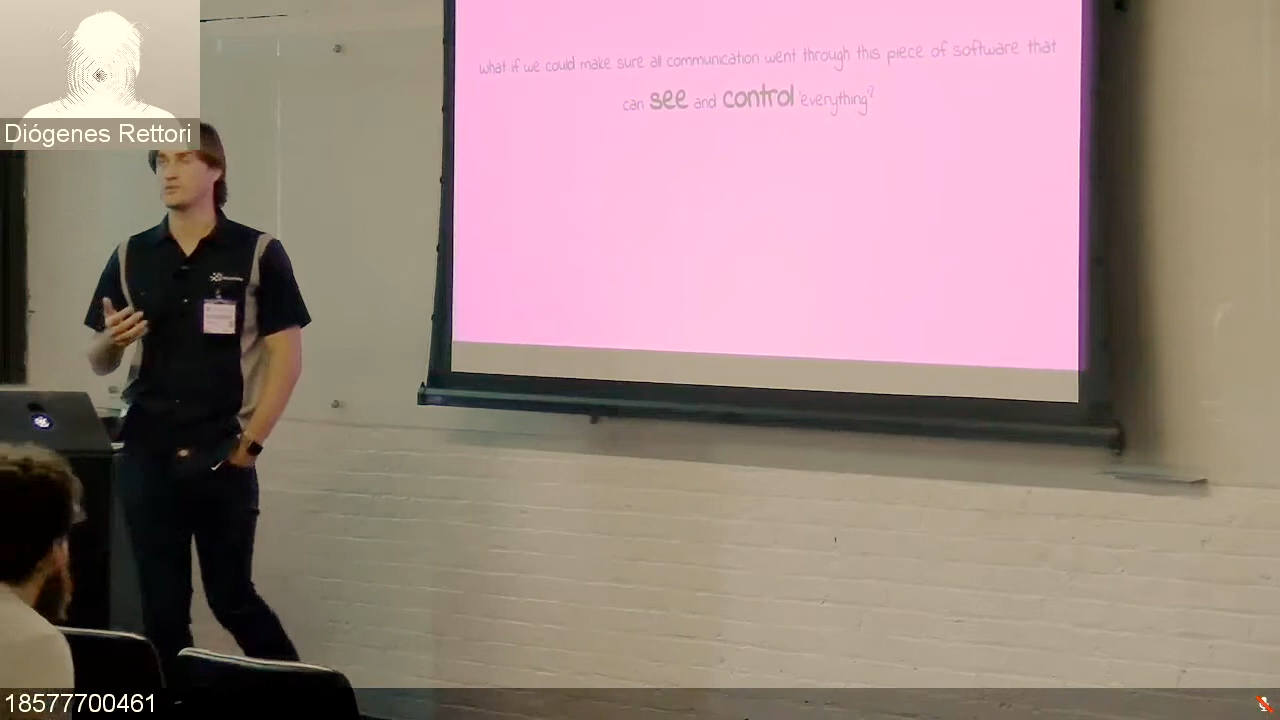 Diógenes Rettori
what if we could make sure all communication went through this piece of software that
can see and control 'everything?'
18577700461